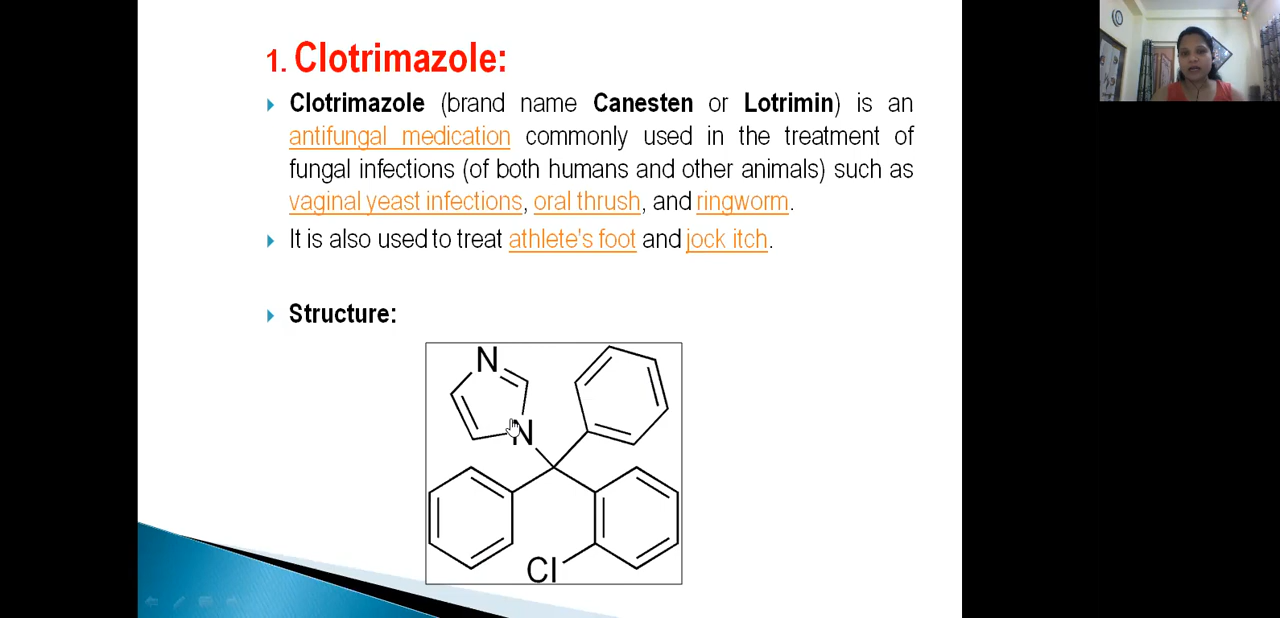 1. Clotrimazole:
Clotrimazole (brand name Canesten or Lotrimin) is an
antifungal medication commonly used in the treatment of
fungal infections (of both humans and other animals) such as
vaginal yeast infections, oral thrush, and ringworm.
It is also used to treat athlete's foot and jock itch.
Structure:
N
N
Cl